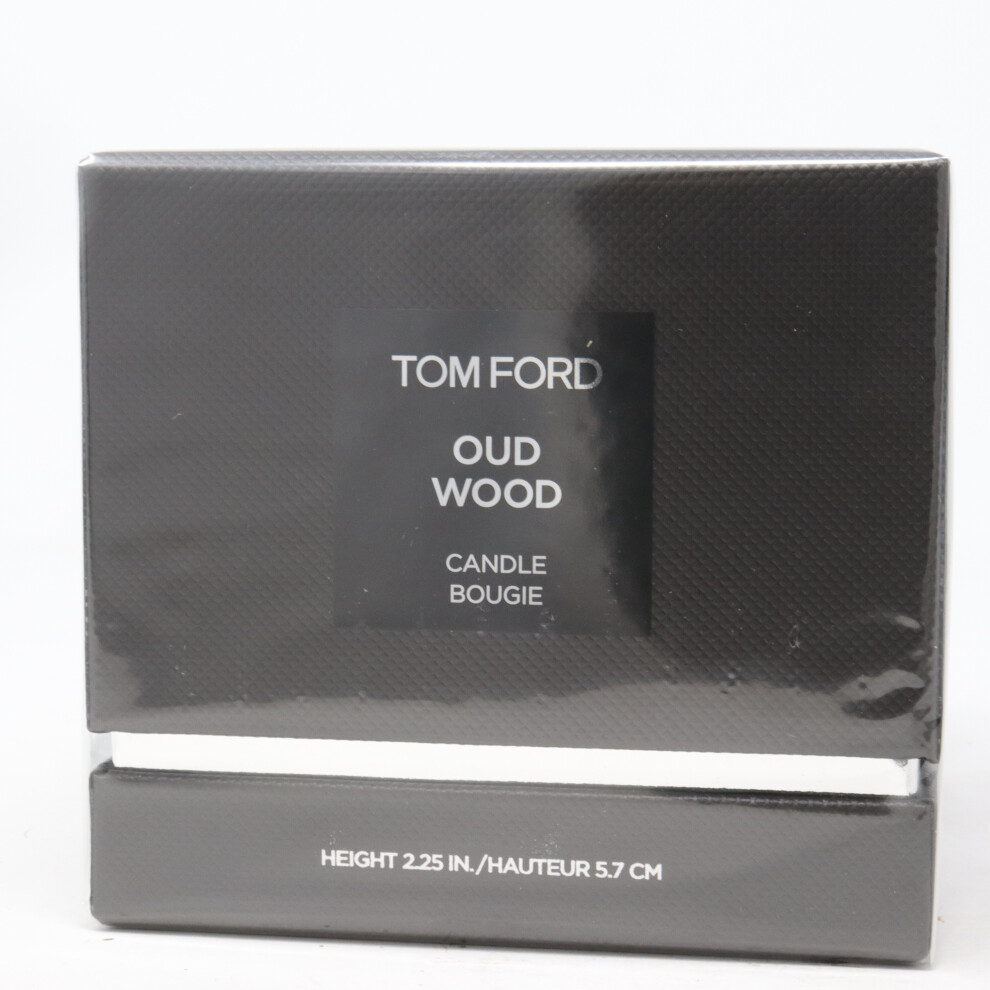 TOM FORD
OUD
WOOD
CANDLE
BOUGIE
HEIGHT 2.25 IN./HAUTEUR 5.7 CM